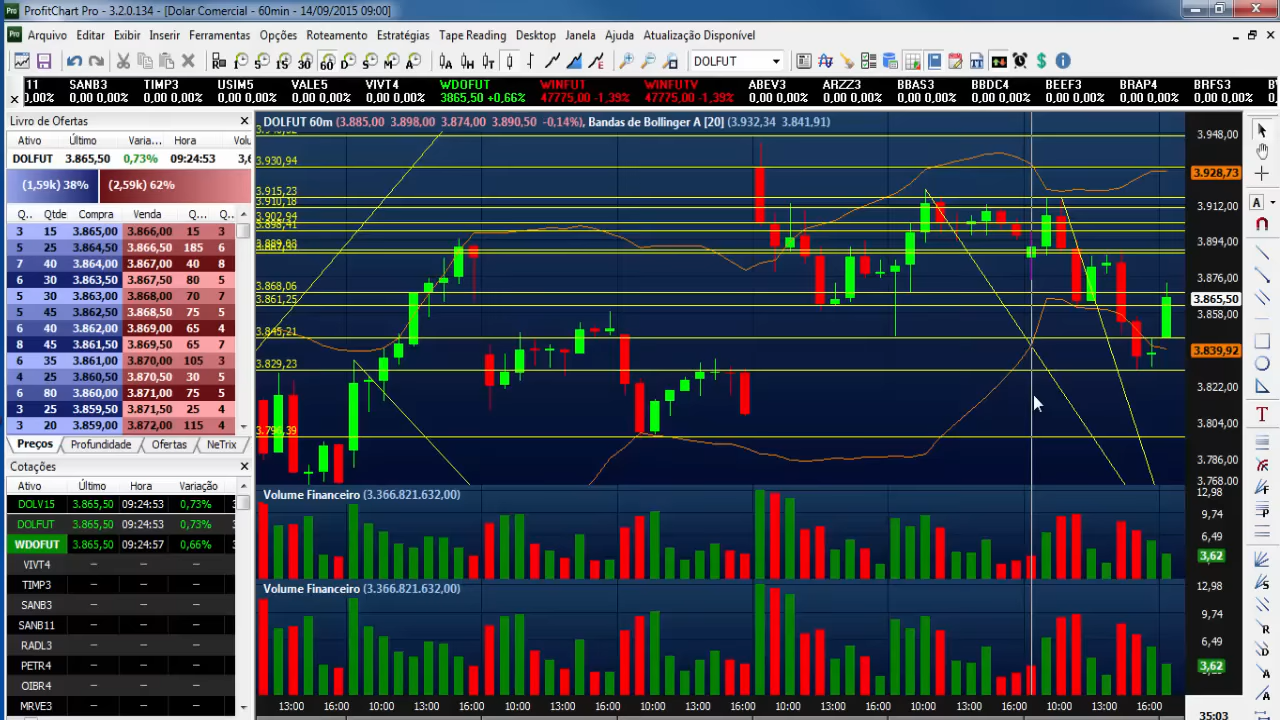 ProfitChart Pro - 3.2.0.134 - [Dolar Comercial - 60min - 14/09/2015 09:00]
Arquivo Editar Exibir Inserir Ferramentas Opções Roteamento Estratégias Tape Reading Desktop Janela Ajuda Atualização Disponível
R 1 5 15 30 60 D W M A DOLFUT
11 SANB3 TIMP3 USIM5 VALE5 VIVT4 WDOFUT WINFUT WINFUTV ABEV3 ARZZ3 BBAS3 BBDC4 BEEF3 BRAP4 BRFS3
0,00% 0,00 0,00% 0,00 0,00% 0,00 0,00% 0,00 0,00% 0,00 0,00% 3865,50 +0,66% 47775,00 -1,39% 47775,00 -1,39% 0,00 0,00% 0,00 0,00% 0,00 0,00% 0,00 0,00% 0,00 0,00% 0,00 0,00% 0,00 0,00%
Livro de Ofertas
Ativo Último Varia... Hora Volu
DOLFUT 3.865,50 0,73% 09:24:53 3,6
(1,59k) 38% (2,59k) 62%
Q.. Qtde Compra Venda Q... Q..
3 15 3.865,00 3.866,00 15 3
5 25 3.864,50 3.866,50 185 6
7 40 3.864,00 3.867,00 40 8
6 30 3.863,50 3.867,50 80 5
5 30 3.863,00 3.868,00 70 7
5 45 3.862,50 3.868,50 75 5
6 40 3.862,00 3.869,00 65 4
8 45 3.861,50 3.869,50 65 7
6 35 3.861,00 3.870,00 105 3
4 25 3.860,50 3.870,50 30 5
6 80 3.860,00 3.871,00 75 5
3 25 3.859,50 3.871,50 25 4
3 20 3.859,00 3.872,00 115 4
Preços Profundidade Ofertas NeTrix
Cotações
Ativo Último Hora Variação
DOLV15 3.865,50 09:24:53 0,73%
DOLFUT 3.865,50 09:24:53 0,73%
WDOFUT 3.865,50 09:24:57 0,66%
VIVT4 -- -- --
TIMP3 -- -- --
SANB3 -- -- --
SANB11 -- -- --
RADL3 -- -- --
PETR4 -- -- --
OIBR4 -- -- --
MRVE3 -- -- --
DOLFUT 60m (3.885,00 3.898,00 3.874,00 3.890,50 -0,14%), Bandas de Bollinger A [20] (3.932,34 3.841,91)
3.930,94
3.915,23
3.910,18
3.902,94
3.868,06
3.861,25
3.845,21
3.829,23
3.948,00
3.928,73
3.912,00
3.894,00
3.876,00
3.865,50
3.858,00
3.839,92
3.822,00
3.804,00
3.786,00
3.768,00
Volume Financeiro (3.366.821.632,00)
12,98
9,74
6,49
3,62
Volume Financeiro (3.366.821.632,00)
12,98
9,74
6,49
3,62
13:00 16:00 10:00 13:00 16:00 10:00 13:00 16:00 10:00 13:00 16:00 10:00 13:00 16:00 10:00 13:00 16:00
35:03